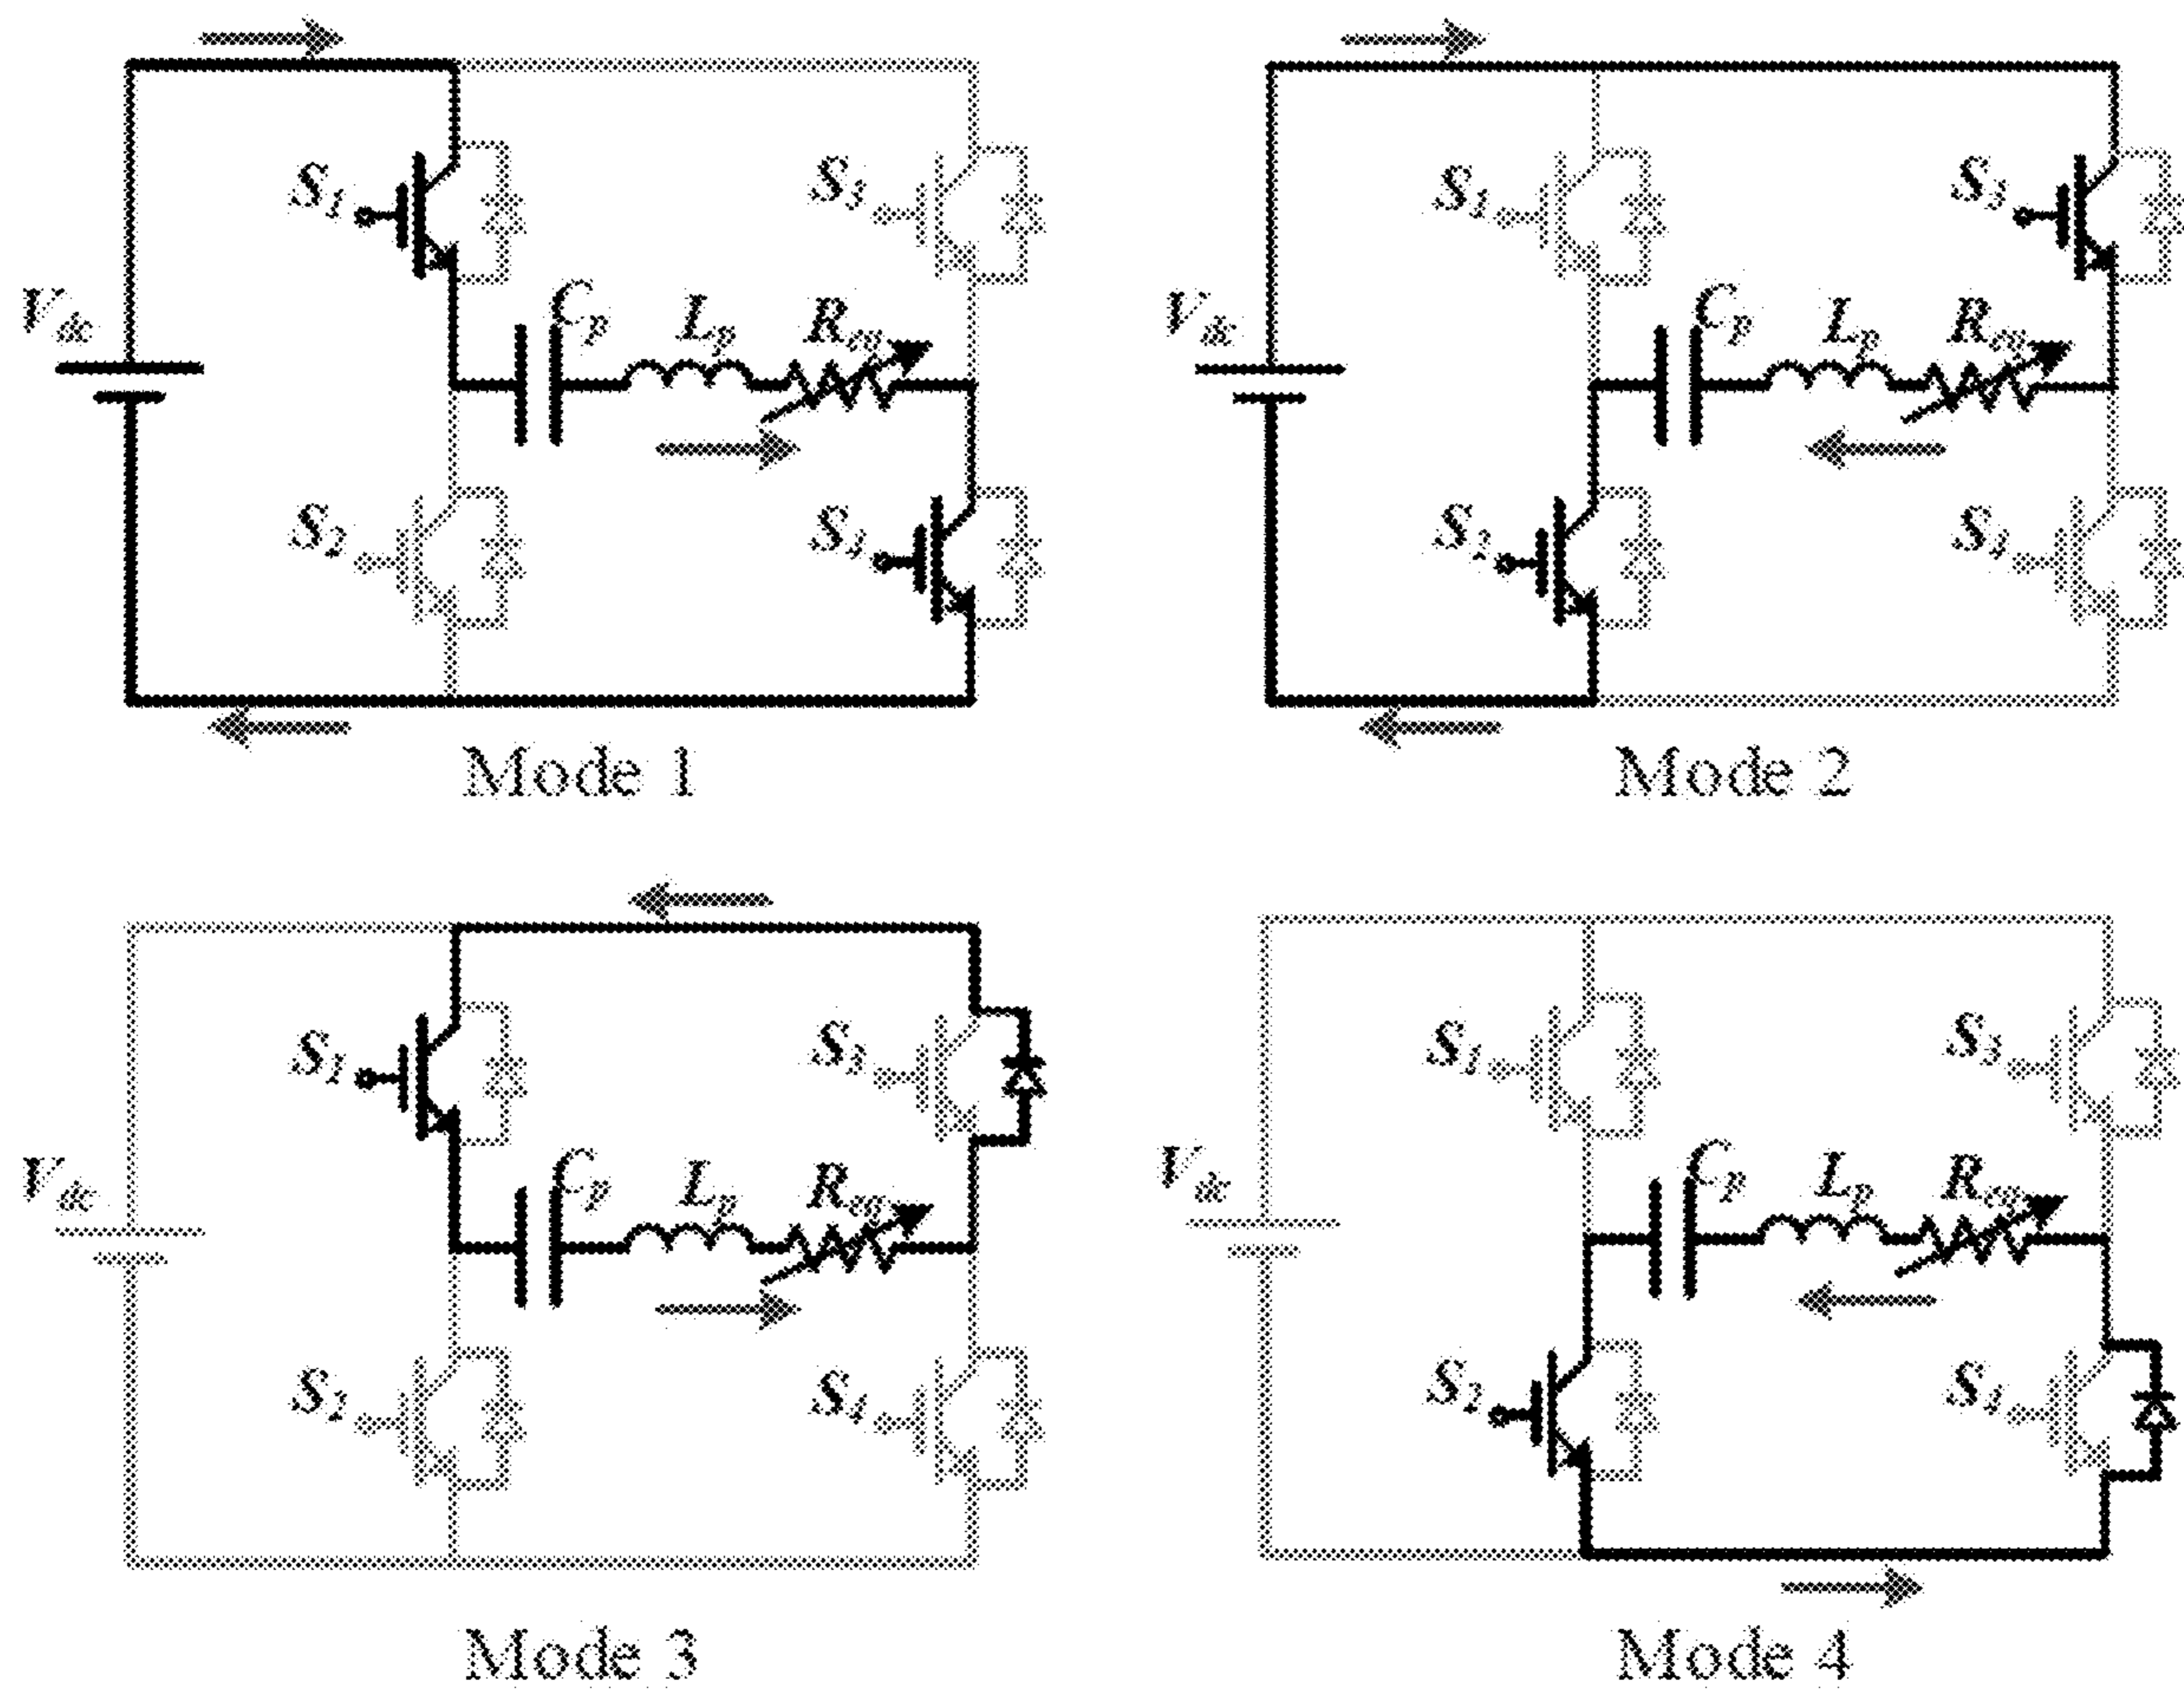 S1 S3
Vdc Cp Lp Req
S2 S4
Mode 1
S1 S3
Vdc Cp Lp Req
S2 S4
Mode 2
S1 S3
Vdc Cp Lp Req
S2 S4
Mode 3
S1 S3
Vdc Cp Lp Req
S2 S4
Mode 4